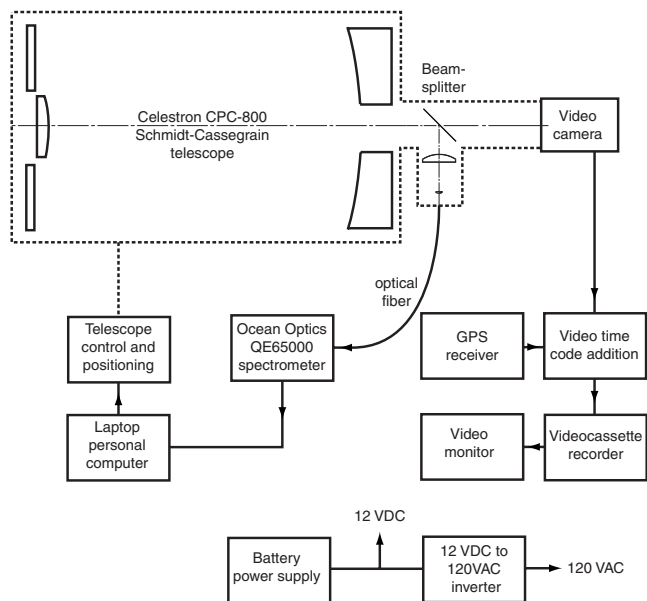 Celestron CPC-800
Schmidt-Cassegrain
telescope
Beam-
splitter
Video
camera
optical
fiber
Telescope
control and
positioning
Ocean Optics
QE65000
spectrometer
GPS
receiver
Video time
code addition
Laptop
personal
computer
Video
monitor
Videocassette
recorder
12 VDC
Battery
power supply
12 VDC to
120VAC
inverter
120 VAC